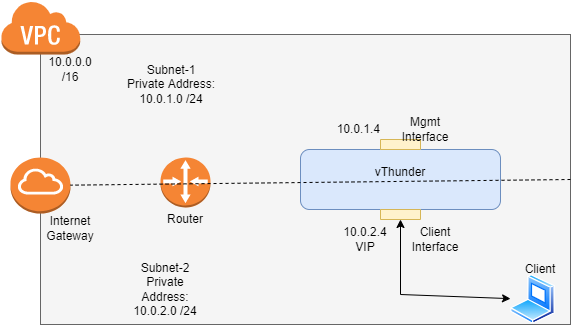 VPC
10.0.0.0
/16
Subnet-1
Private Address:
10.0.1.0 /24
10.0.1.4
Mgmt
Interface
vThunder
Internet
Gateway
Router
10.0.2.4
VIP
Client
Interface
Subnet-2
Private
Address:
10.0.2.0 /24
Client